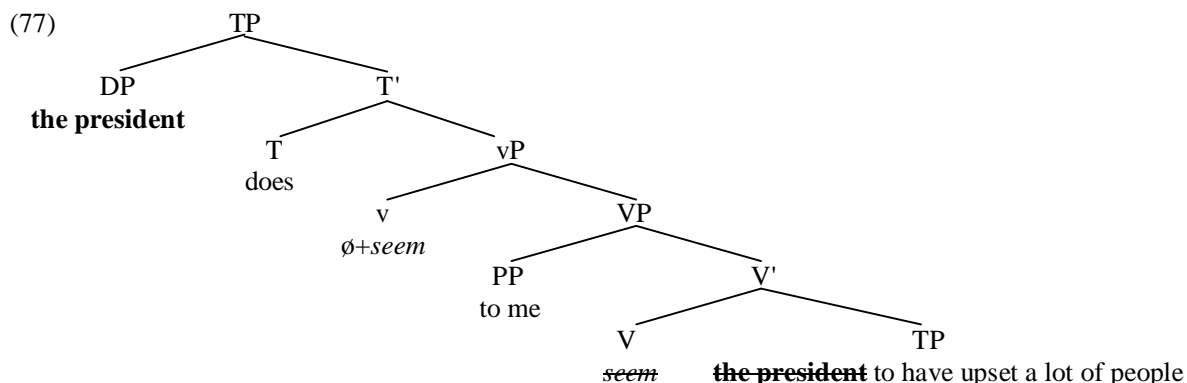 (77) TP
DP T'
the president
T vP
does
v VP
ø+seem
PP V'
to me
V TP
seem the president to have upset a lot of people